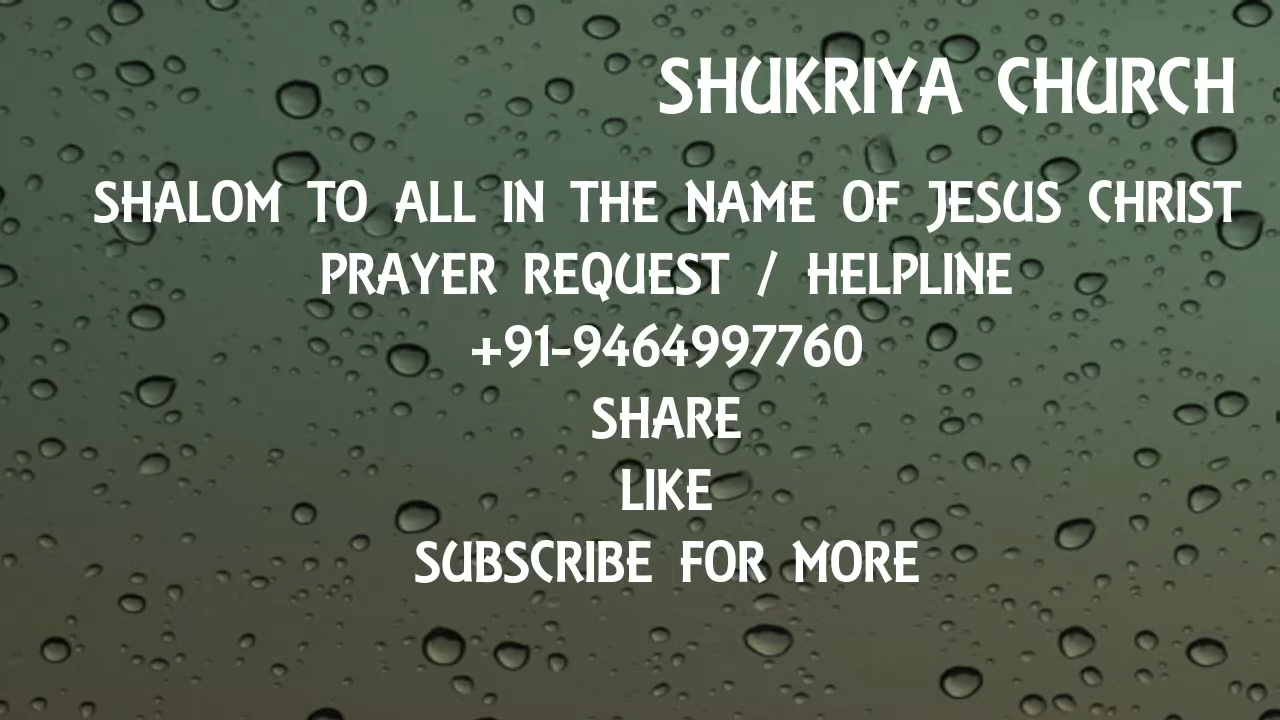 SHUKRIYA CHURCH
SHALOM TO ALL IN THE NAME OF JESUS CHRIST
PRAYER REQUEST / HELPLINE
+91-9464997760
SHARE
LIKE
SUBSCRIBE FOR MORE